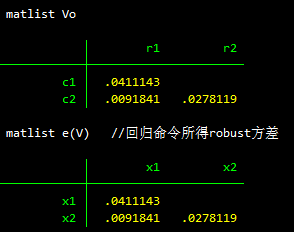 matlist Vo
r1 r2
c1 .0411143
c2 .0091841 .0278119
matlist e(V) //回归命令所得robust方差
x1 x2
x1 .0411143
x2 .0091841 .0278119